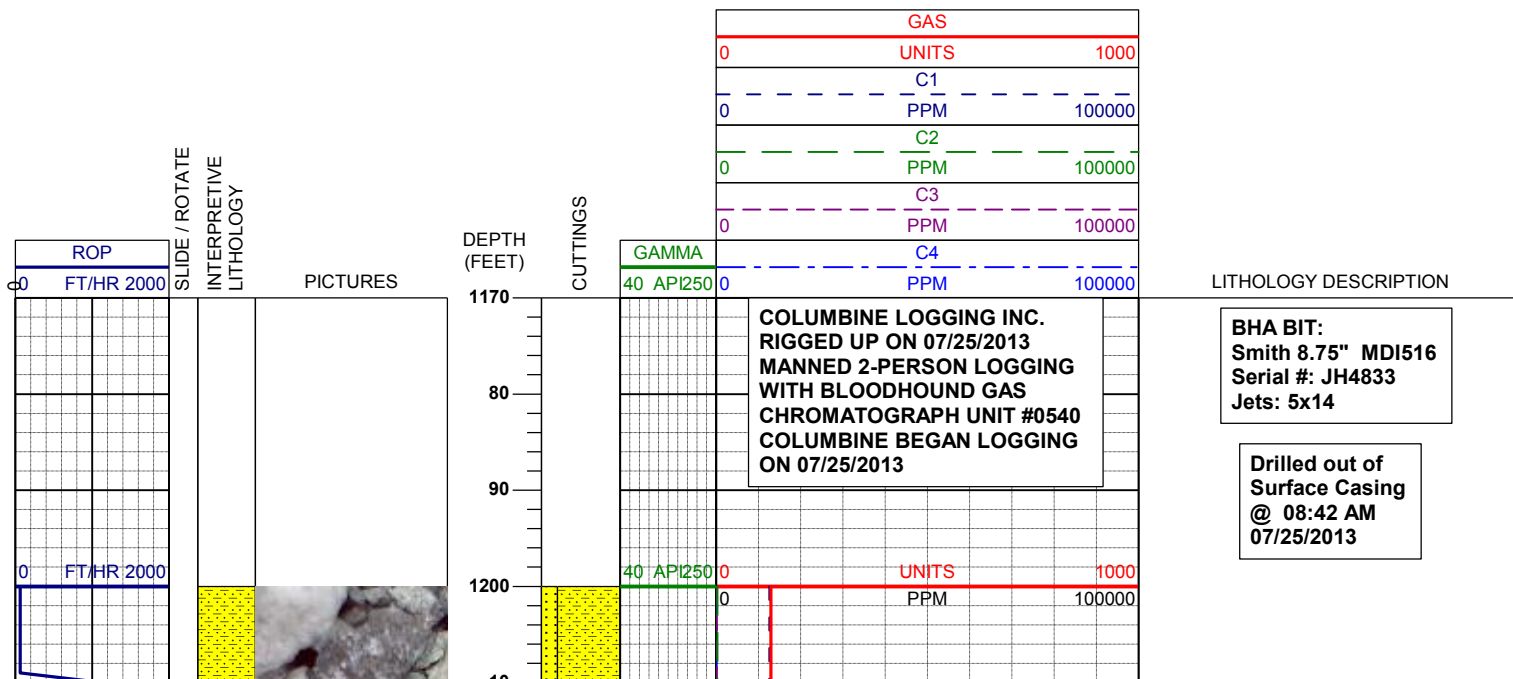 GAS
0 UNITS 1000
C1
0 PPM 100000
C2
0 PPM 100000
C3
0 PPM 100000
C4
0 PPM 100000
ROP
0 FT/HR 2000
0
SLIDE / ROTATE
INTERPRETIVE
LITHOLOGY
PICTURES
DEPTH
(FEET)
CUTTINGS
GAMMA
40 API 250
LITHOLOGY DESCRIPTION
1170
COLUMBINE LOGGING INC.
RIGGED UP ON 07/25/2013
MANNED 2-PERSON LOGGING
WITH BLOODHOUND GAS
CHROMATOGRAPH UNIT #0540
COLUMBINE BEGAN LOGGING
ON 07/25/2013
BHA BIT:
Smith 8.75" MDI516
Serial #: JH4833
Jets: 5x14
80
90
Drilled out of
Surface Casing
@ 08:42 AM
07/25/2013
0 FT/HR 2000
40 API 250
0 UNITS 1000
1200
0 PPM 100000